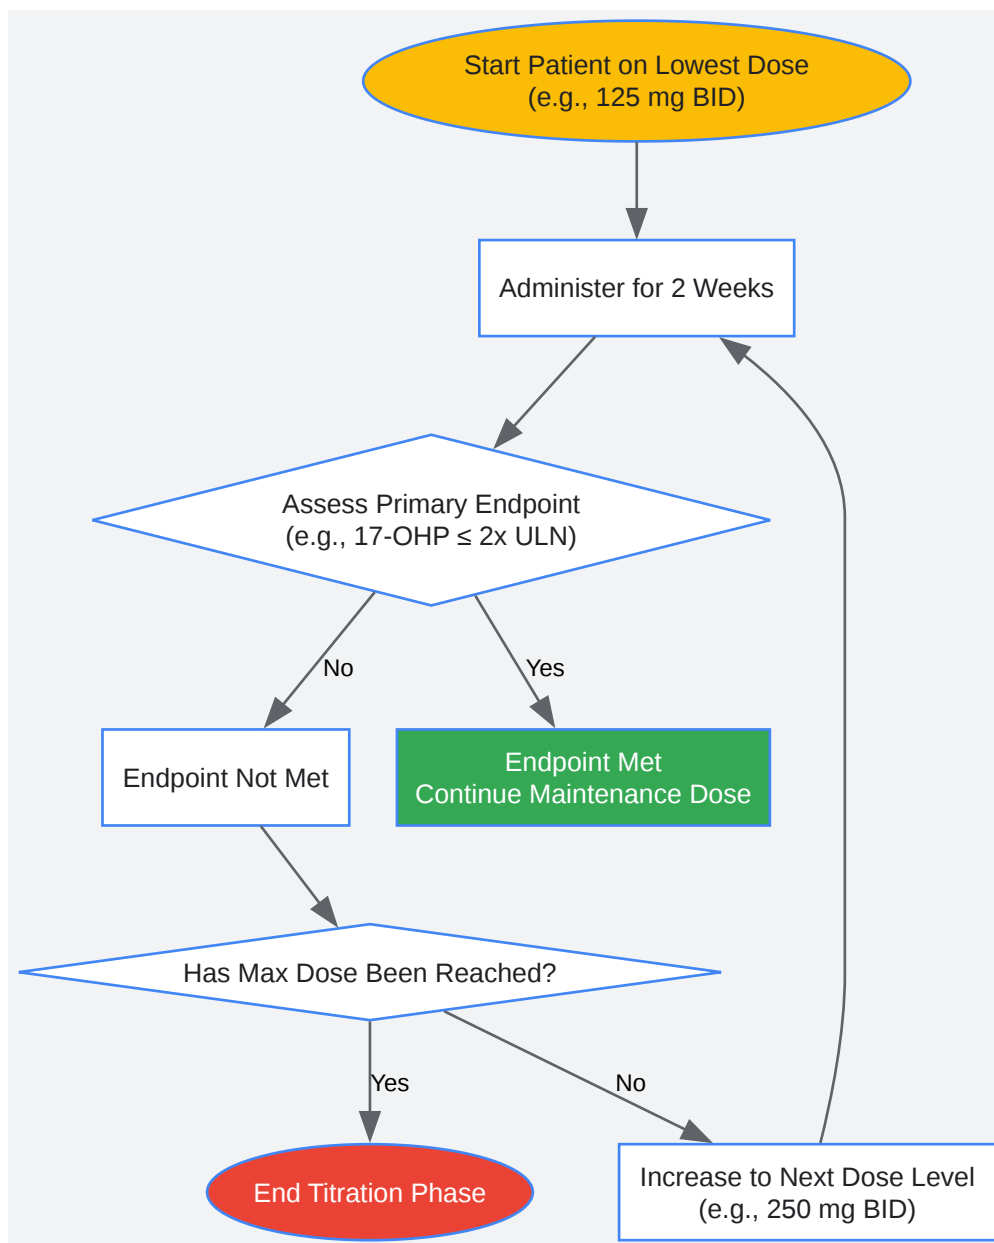 Start Patient on Lowest Dose
(e.g., 125 mg BID)
Administer for 2 Weeks
Assess Primary Endpoint
(e.g., 17-OHP ≤ 2x ULN)
No
Yes
Endpoint Not Met
Endpoint Met
Continue Maintenance Dose
Has Max Dose Been Reached?
Yes
No
End Titration Phase
Increase to Next Dose Level
(e.g., 250 mg BID)